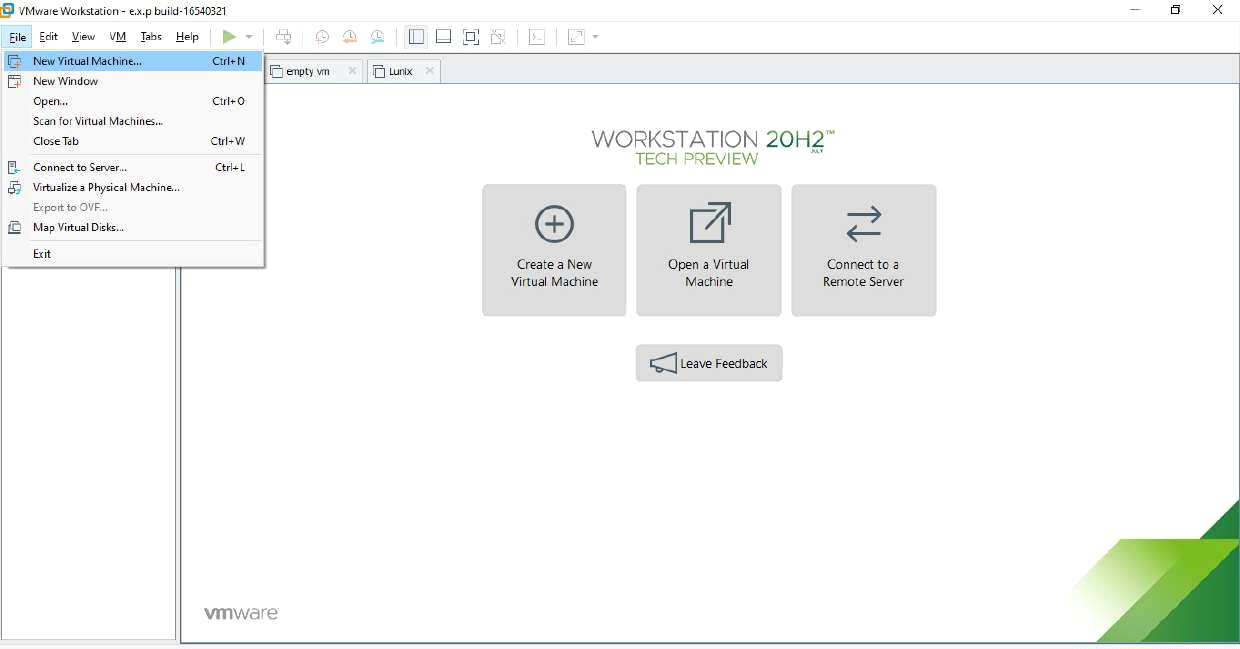 VMware Workstation - e.x.p build-16540321
File Edit View VM Tabs Help
New Virtual Machine... Ctrl+N
New Window
Open... Ctrl+O
Scan for Virtual Machines...
Close Tab Ctrl+W
Connect to Server... Ctrl+L
Virtualize a Physical Machine...
Export to OVF...
Map Virtual Disks...
Exit
empty vm
Lunix
WORKSTATION 20H2™
JULY
TECH PREVIEW
Create a New
Virtual Machine
Open a Virtual
Machine
Connect to a
Remote Server
Leave Feedback
vmware